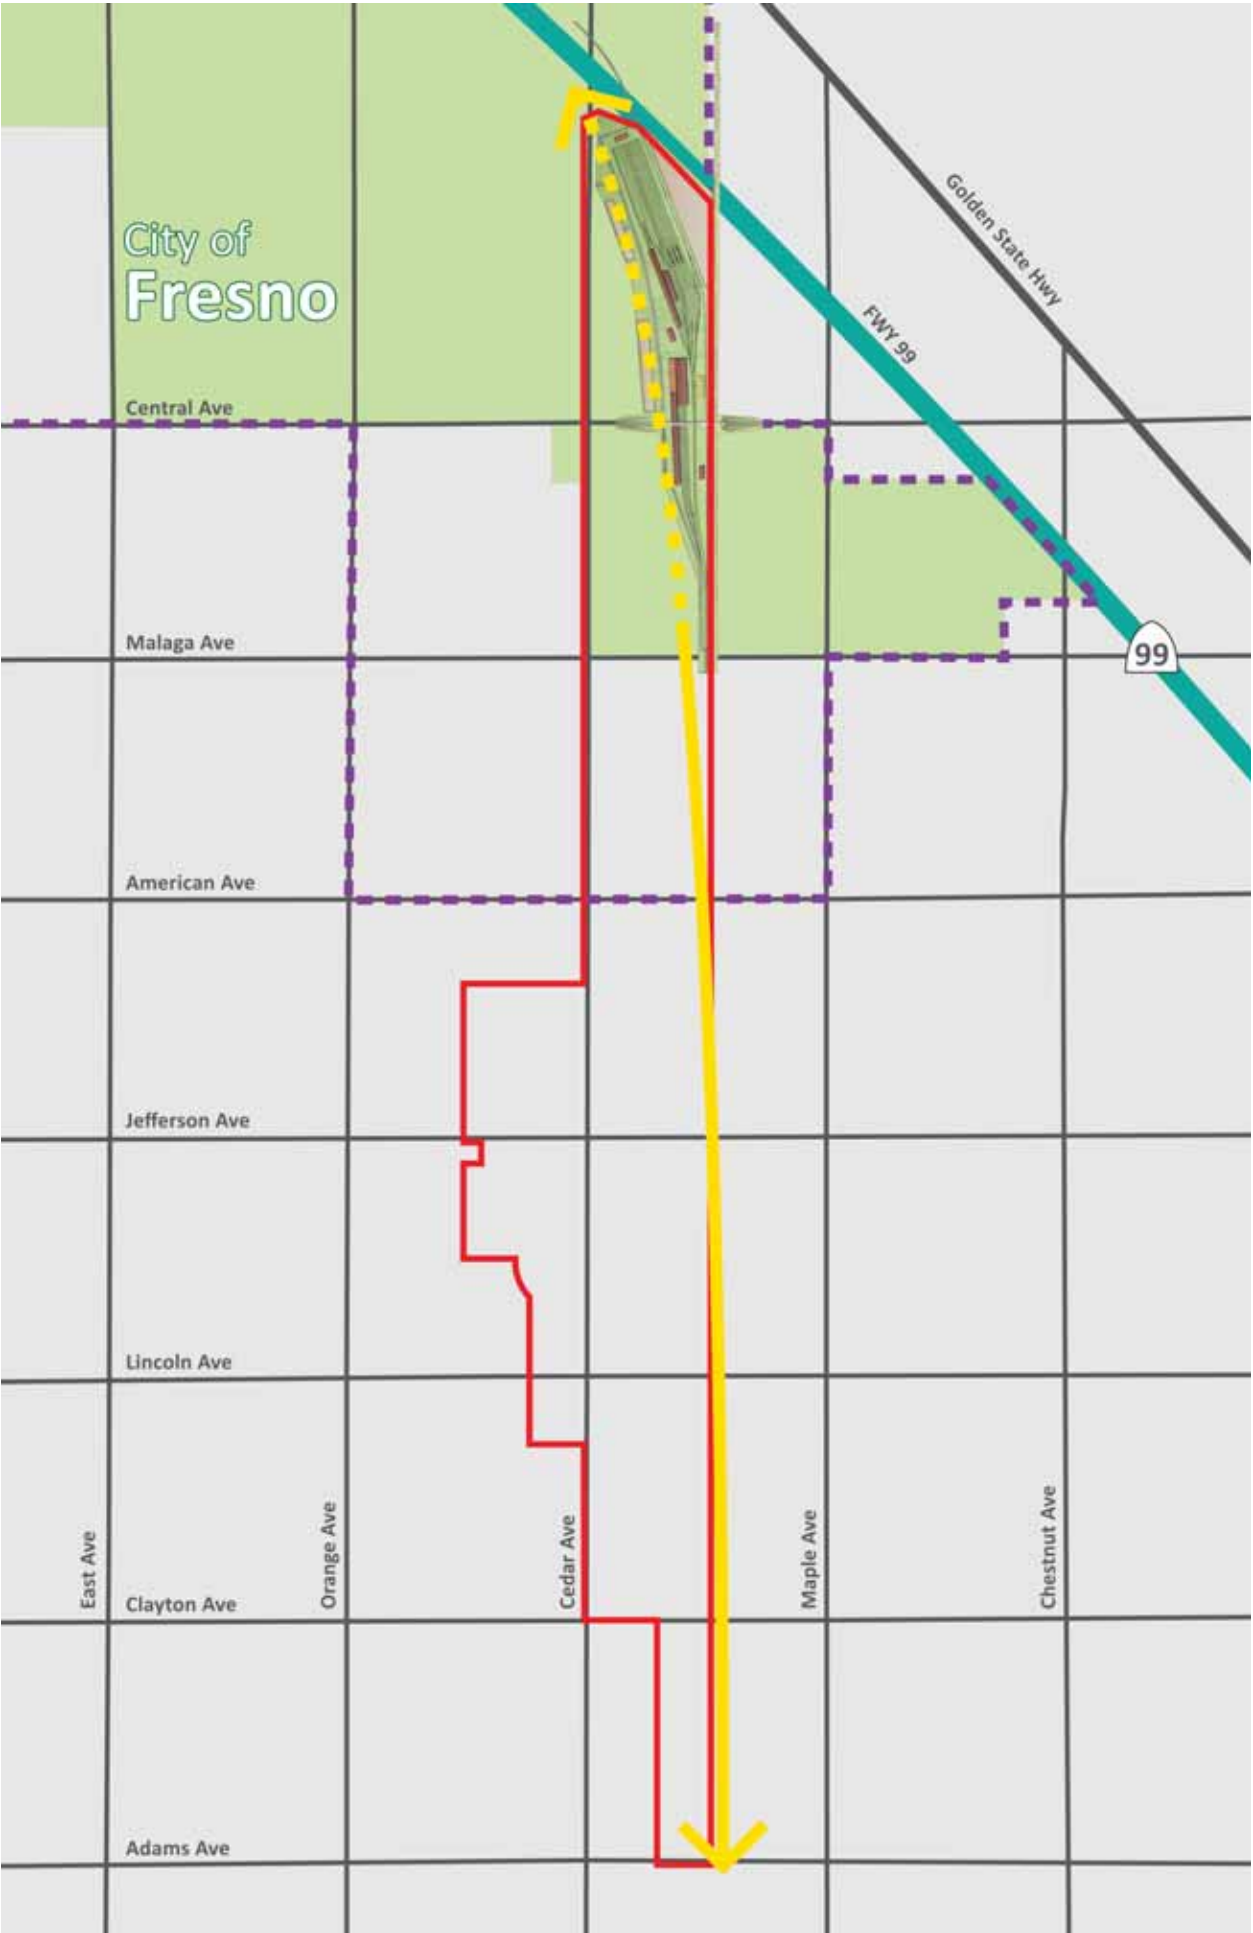 Golden State Hwy
City of
Fresno
FWY 99
Central Ave
Malaga Ave
99
American Ave
Jefferson Ave
Lincoln Ave
East Ave
Orange Ave
Cedar Ave
Maple Ave
Chestnut Ave
Clayton Ave
Adams Ave